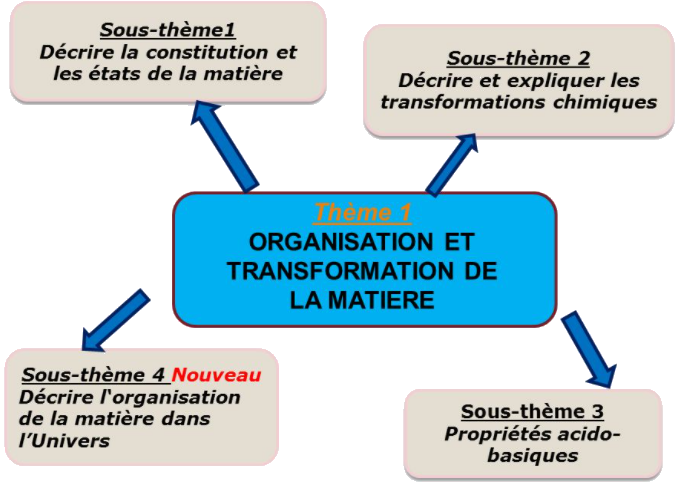 Sous-thème1
Décrire la constitution et
les états de la matière
Sous-thème 2
Décrire et expliquer les
transformations chimiques
Thème 1
ORGANISATION ET
TRANSFORMATION DE
LA MATIERE
Sous-thème 4 Nouveau
Décrire l'organisation
de la matière dans
l’Univers
Sous-thème 3
Propriétés acido-
basiques